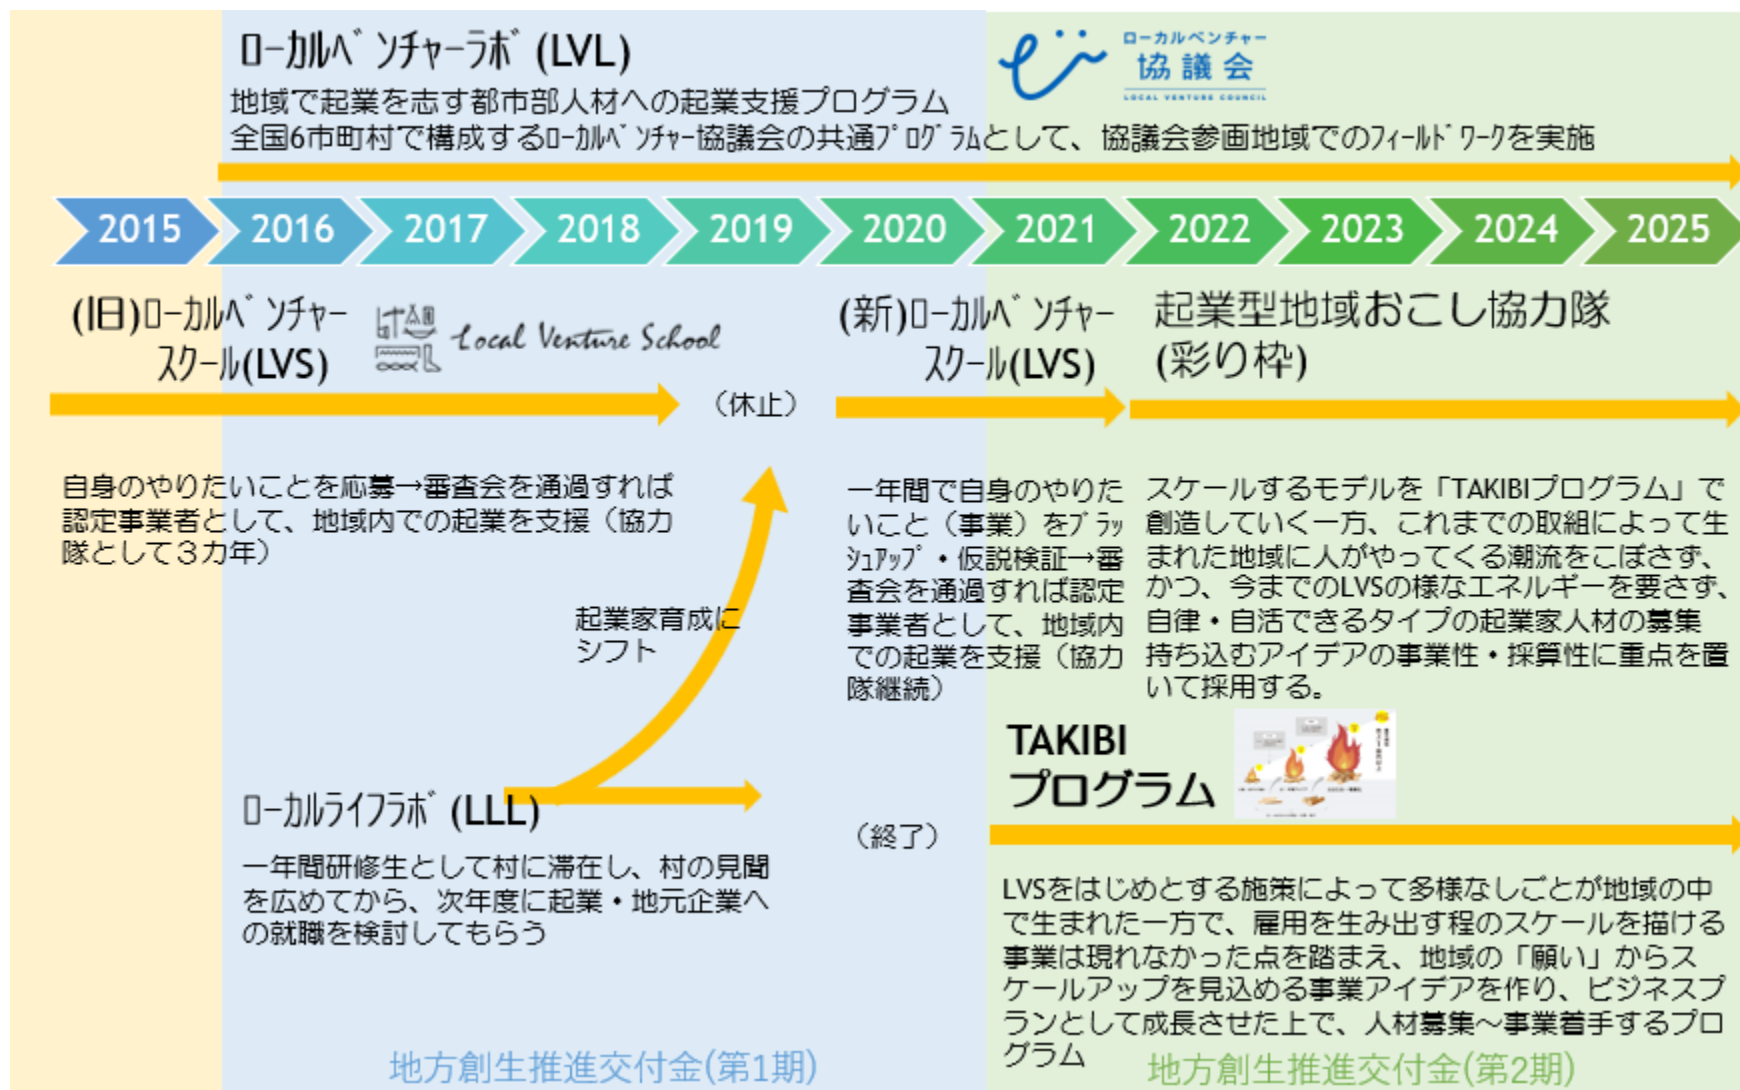 ﾛｰｶﾙﾍﾞﾝﾁｬｰﾗﾎﾞ(LVL)
地域で起業を志す都市部人材への起業支援プログラム
全国6市町村で構成するﾛｰｶﾙﾍﾞﾝﾁｬｰ協議会の共通ﾌﾟﾛｸﾞﾗﾑとして、協議会参画地域でのﾌｨｰﾙﾄﾞﾜｰｸを実施
ローカルベンチャー
協議会
LOCAL VENTURE COUNCIL
2015 2016 2017 2018 2019 2020 2021 2022 2023 2024 2025
(旧)ﾛｰｶﾙﾍﾞﾝﾁｬｰ
ｽｸｰﾙ(LVS)
Local Venture School
（休止）
自身のやりたいことを応募→審査会を通過すれば
認定事業者として、地域内での起業を支援（協力
隊として３カ年）
起業家育成に
シフト
ﾛｰｶﾙﾗｲﾌﾗﾎﾞ(LLL)
一年間研修生として村に滞在し、村の見聞
を広めてから、次年度に起業・地元企業へ
の就職を検討してもらう
（終了）
(新)ﾛｰｶﾙﾍﾞﾝﾁｬｰ
ｽｸｰﾙ(LVS)
一年間で自身のやりた
いこと（事業）をﾌﾞﾗｯ
ｼｭｱｯﾌﾟ・仮説検証→審
査会を通過すれば認定
事業者として、地域内
での起業を支援（協力
隊継続）
起業型地域おこし協力隊
(彩り枠)
スケールするモデルを「TAKIBIプログラム」で
創造していく一方、これまでの取組によって生
まれた地域に人がやってくる潮流をこぼさず、
かつ、今までのLVSの様なエネルギーを要さず、
自律・自活できるタイプの起業家人材の募集
持ち込むアイデアの事業性・採算性に重点を置
いて採用する。
TAKIBI
プログラム
LVSをはじめとする施策によって多様なしごとが地域の中
で生まれた一方で、雇用を生み出す程のスケールを描ける
事業は現れなかった点を踏まえ、地域の「願い」からス
ケールアップを見込める事業アイデアを作り、ビジネスプ
ランとして成長させた上で、人材募集～事業着手するプロ
グラム
地方創生推進交付金(第1期)
地方創生推進交付金(第2期)